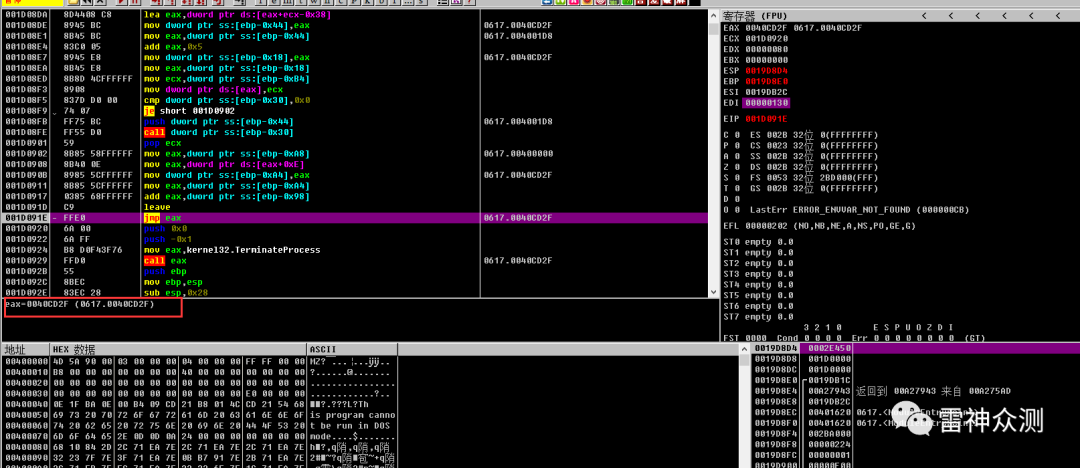 001D08DA 8D4408 C8 lea eax,dword ptr ds:[eax+ecx-0x38]
001D08DE 8945 BC mov dword ptr ss:[ebp-0x44],eax 0617.0040CD2F
001D08E1 8B45 BC mov eax,dword ptr ss:[ebp-0x44] 0617.004001D8
001D08E4 83C0 05 add eax,0x5
001D08E7 8945 E8 mov dword ptr ss:[ebp-0x18],eax 0617.0040CD2F
001D08EA 8B45 E8 mov eax,dword ptr ss:[ebp-0x18]
001D08ED 8B8D 4CFFFFFF mov ecx,dword ptr ss:[ebp-0xB4]
001D08F3 8908 mov dword ptr ds:[eax],ecx
001D08F5 837D D0 00 cmp dword ptr ss:[ebp-0x30],0x0
001D08F9 74 07 je short 001D0902
001D08FB FF75 BC push dword ptr ss:[ebp-0x44] 0617.004001D8
001D08FE FF55 D0 call dword ptr ss:[ebp-0x30]
001D0901 59 pop ecx
001D0902 8B85 58FFFFFF mov eax,dword ptr ss:[ebp-0xA8] 0617.00400000
001D0908 8B40 0E mov eax,dword ptr ds:[eax+0xE]
001D090B 8985 5CFFFFFF mov dword ptr ss:[ebp-0xA4],eax 0617.0040CD2F
001D0911 8B85 5CFFFFFF mov eax,dword ptr ss:[ebp-0xA4]
001D0917 0385 68FFFFFF add eax,dword ptr ss:[ebp-0x98]
001D091D C9 leave
001D091E - FFE0 jmp eax 0617.0040CD2F
001D0920 6A 00 push 0x0
001D0922 6A FF push -0x1
001D0924 B8 D0F43F76 mov eax,kernel32.TerminateProcess
001D0929 FFD0 call eax 0617.0040CD2F
001D092B 55 push ebp
001D092C 8BEC mov ebp,esp
001D092E 83EC 28 sub esp,0x28
eax=0040CD2F (0617.0040CD2F)
寄存器 (FPU)
EAX 0040CD2F 0617.0040CD2F
ECX 001D0920
EDX 00000080
EBX 00000000
ESP 0019D8D4
EBP 0019D8E0
ESI 0019DB2C
EDI 00000130
EIP 001D091E
C 0 ES 002B 32位 0(FFFFFFFF)
P 0 CS 0023 32位 0(FFFFFFFF)
A 0 SS 002B 32位 0(FFFFFFFF)
Z 0 DS 002B 32位 0(FFFFFFFF)
S 0 FS 0053 32位 2BD000(FFF)
T 0 GS 002B 32位 0(FFFFFFFF)
D 0
O 0 LastErr ERROR_ENVVAR_NOT_FOUND (000000CB)
EFL 00000202 (NO,NB,NE,A,NS,PO,GE,G)
ST0 empty 0.0
ST1 empty 0.0
ST2 empty 0.0
ST3 empty 0.0
ST4 empty 0.0
ST5 empty 0.0
ST6 empty 0.0
ST7 empty 0.0
3 2 1 0 E S P U O Z D I
FST 0000 Cond 0 0 0 0 Err 0 0 0 0 0 0 0 0 (GT)
地址 HEX 数据 ASCII
00400000 4D 5A 90 00 03 00 00 00 04 00 00 00 FF FF 00 00
00400010 B8 00 00 00 00 00 00 00 40 00 00 00 00 00 00 00
00400020 00 00 00 00 00 00 00 00 00 00 00 00 00 00 00 00
00400030 00 00 00 00 00 00 00 00 00 00 00 00 E0 00 00 00
00400040 0E 1F BA 0E 00 B4 09 CD 21 B8 01 4C CD 21 54 68
00400050 69 73 20 70 72 6F 67 72 61 6D 20 63 61 6E 6E 6F is program canno
00400060 74 20 62 65 20 72 75 6E 20 69 6E 20 44 4F 53 20 t be run in DOS
00400070 6D 6F 64 65 2E 0D 0D 0A 24 00 00 00 00 00 00 00 mode....$.......
00400080 68 10 84 2D 2C 71 EA 7E 2C 71 EA 7E 2C 71 EA 7E
00400090 32 23 7F 7E 3F 71 EA 7E 0B B7 91 7E 2B 71 EA 7E
0019D8D4 0002E450
0019D8D8 001D0000
0019D8DC 001D0000
0019D8E0 0019DB1C
0019D8E4 00A27943 返回到 00A27943 来自 00A275AD
0019D8E8 0019DB2C
0019D8EC 00401620
0019D8F0 00401620
0019D8F4 002BA000
0019D8F8 00000224
0019D8FC 00000001
0019D900 00000F00
雷神众测